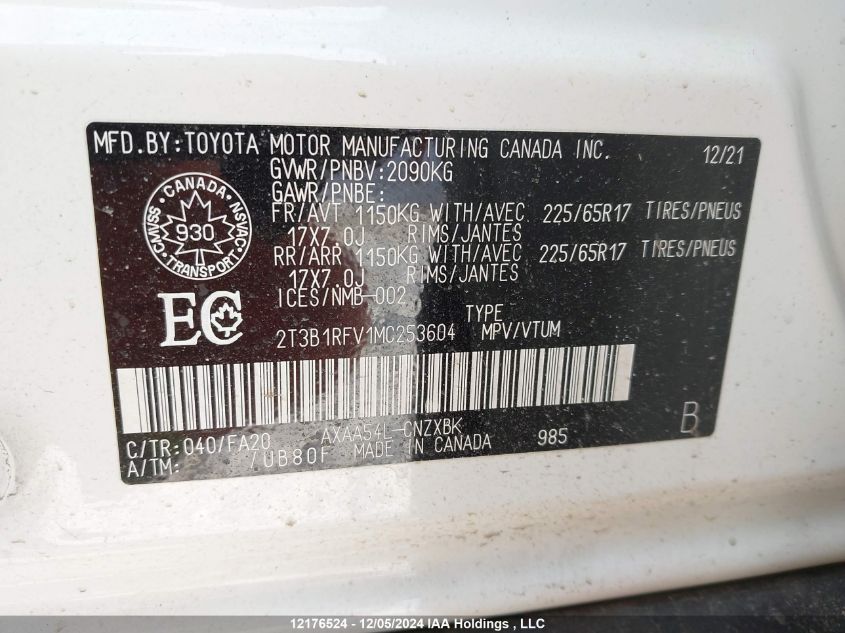 MFD.BY:TOYOTA MOTOR MANUFACTURING CANADA INC. 12/21
GVWR/PNBV:2090KG
GAWR/PNBE:
FR/AVT 1150KG WITH/AVEC 225/65R17 TIRES/PNEUS
17X7.0J RIMS/JANTES
RR/ARR 1150KG WITH/AVEC 225/65R17 TIRES/PNEUS
17X7.0J RIMS/JANTES
ICES/NMB-002
CANADA
CMVSS NSVAC
930
TRANSPORT
EC
TYPE
2T3B1RFV1MC253604 MPV/VTUM
B
C/TR:040/FA20 AXAA54L-CNZXBK
A/TM: /UB80F MADE IN CANADA 985
12176524 - 12/05/2024 IAA Holdings, LLC